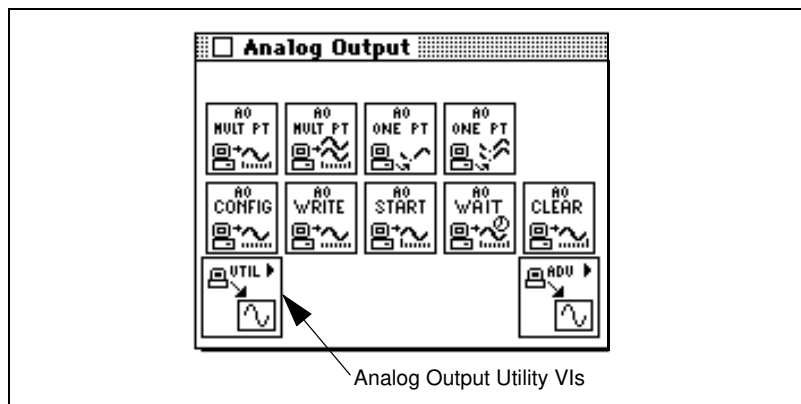 Analog Output
AO MULT PT
AO MULT PT
AO ONE PT
AO ONE PT
AO CONFIG
AO WRITE
AO START
AO WAIT
AO CLEAR
UTIL
ADV
Analog Output Utility VIs